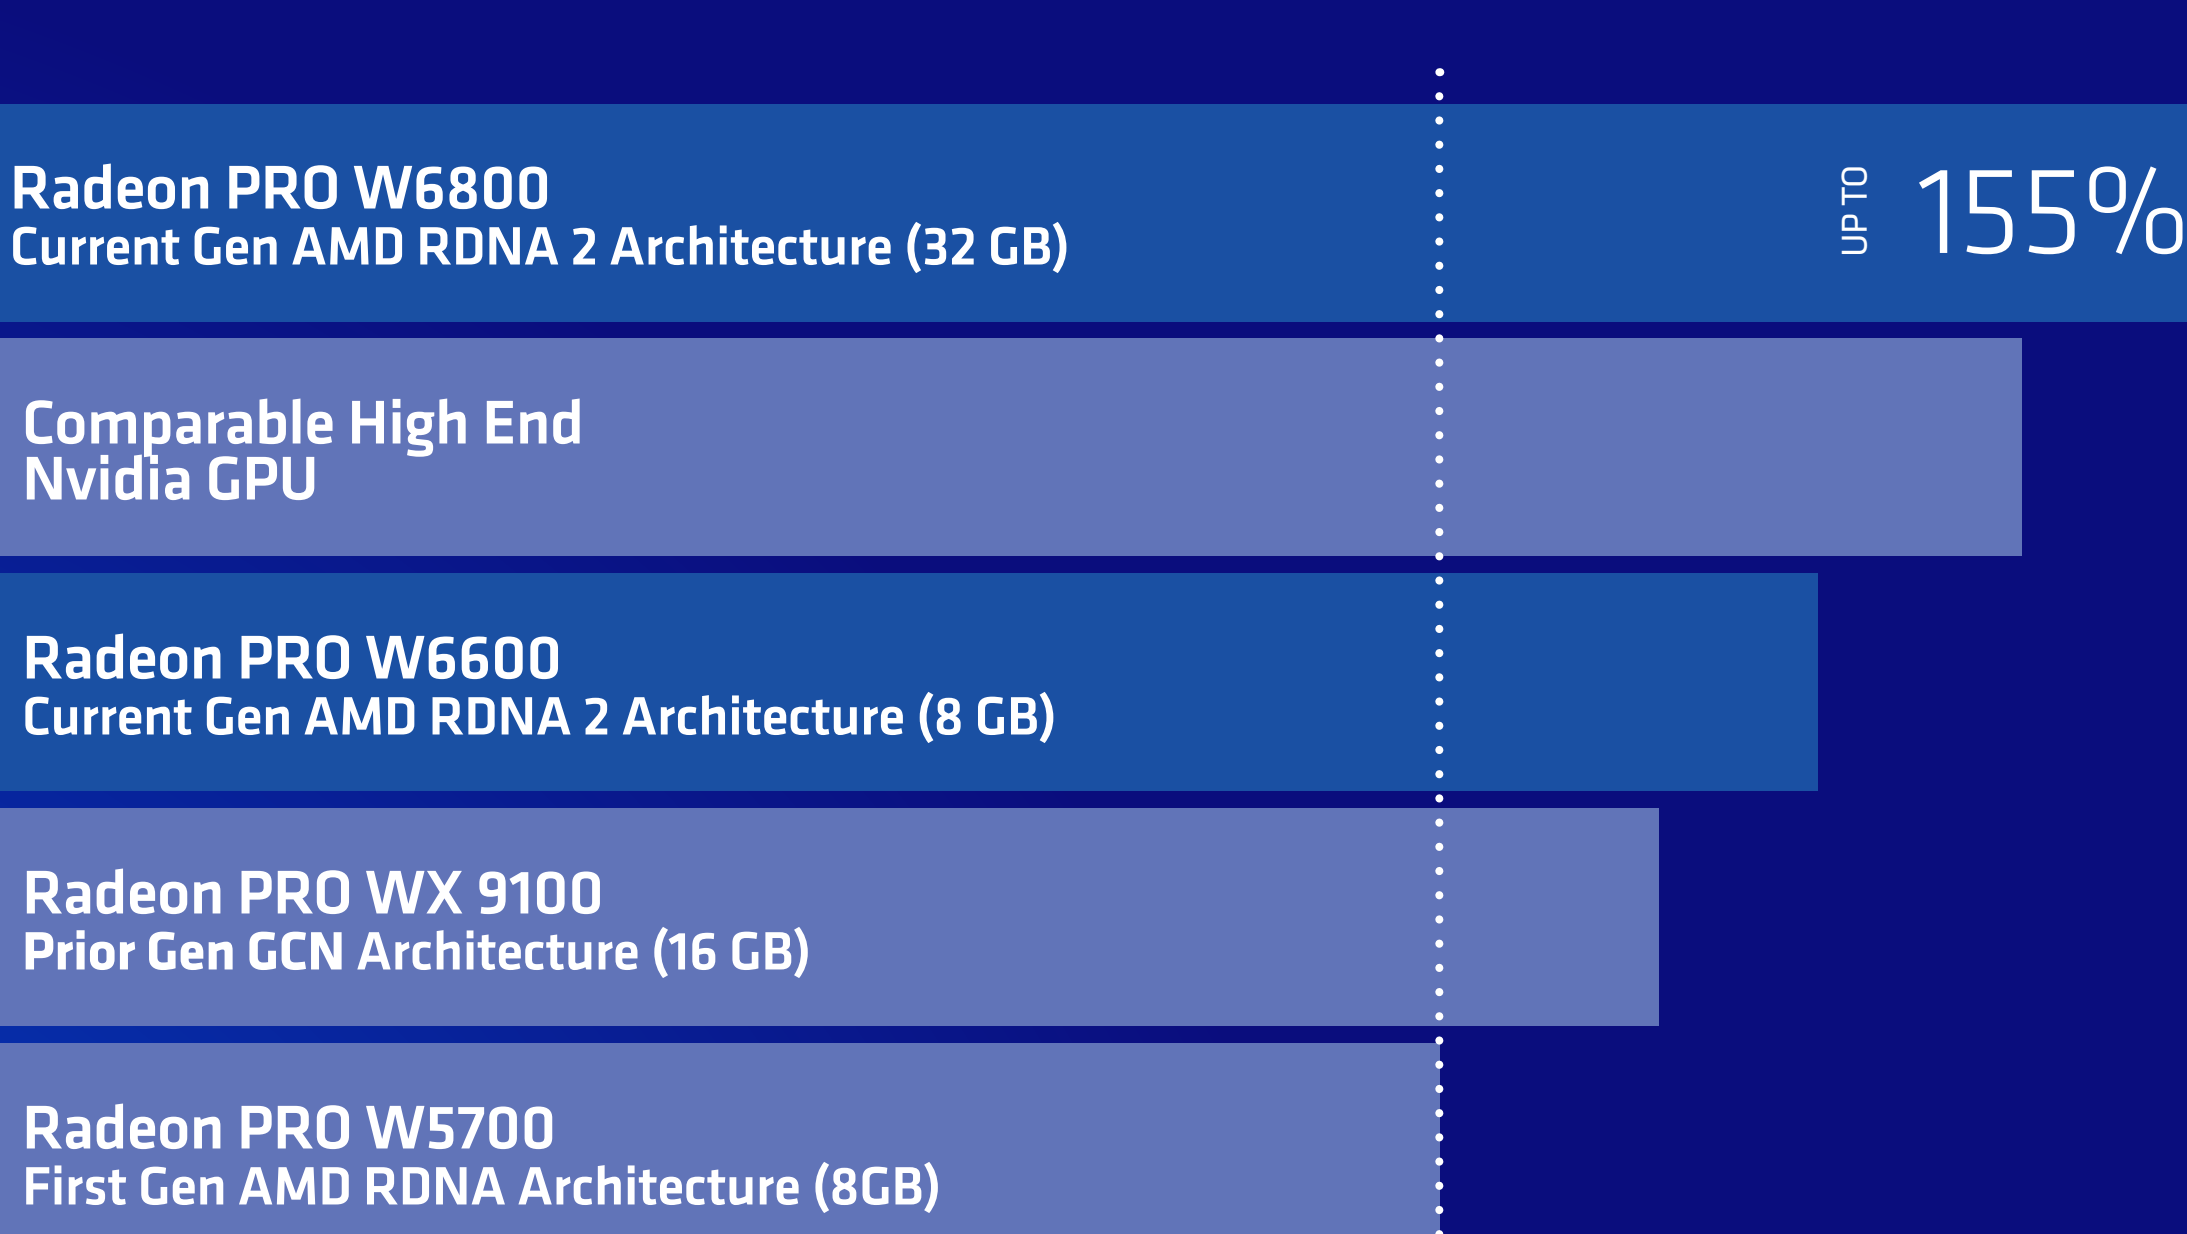 Radeon PRO W6800
Current Gen AMD RDNA 2 Architecture (32 GB)
UP TO 155%
Comparable High End
Nvidia GPU
Radeon PRO W6600
Current Gen AMD RDNA 2 Architecture (8 GB)
Radeon PRO WX 9100
Prior Gen GCN Architecture (16 GB)
Radeon PRO W5700
First Gen AMD RDNA Architecture (8GB)